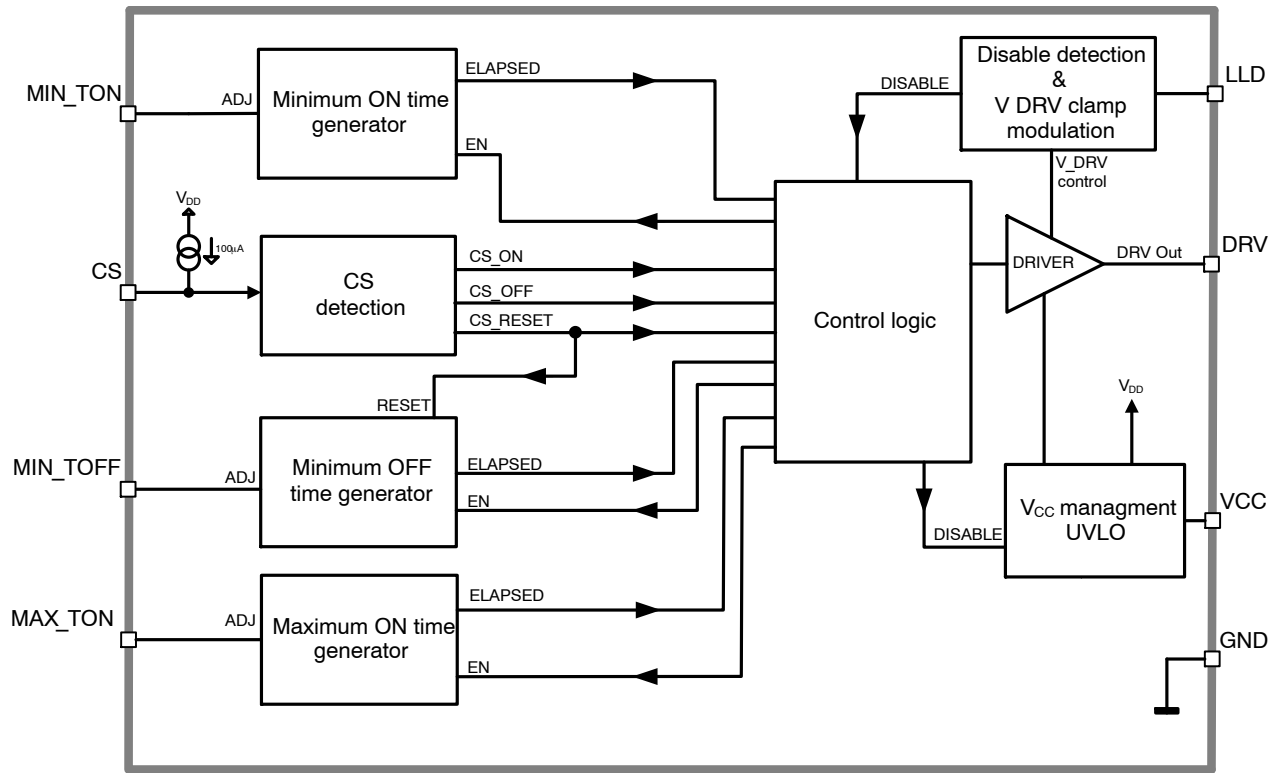 MIN_TON
ADJ
Minimum ON time
generator
ELAPSED
EN
DISABLE
Disable detection
&
V DRV clamp
modulation
LLD
V_DRV
control
VDD
100μA
CS
CS
detection
CS_ON
CS_OFF
CS_RESET
Control logic
DRIVER
DRV Out
DRV
RESET
MIN_TOFF
ADJ
Minimum OFF
time generator
ELAPSED
EN
VDD
DISABLE
VCC managment
UVLO
VCC
MAX_TON
ADJ
Maximum ON time
generator
ELAPSED
EN
GND